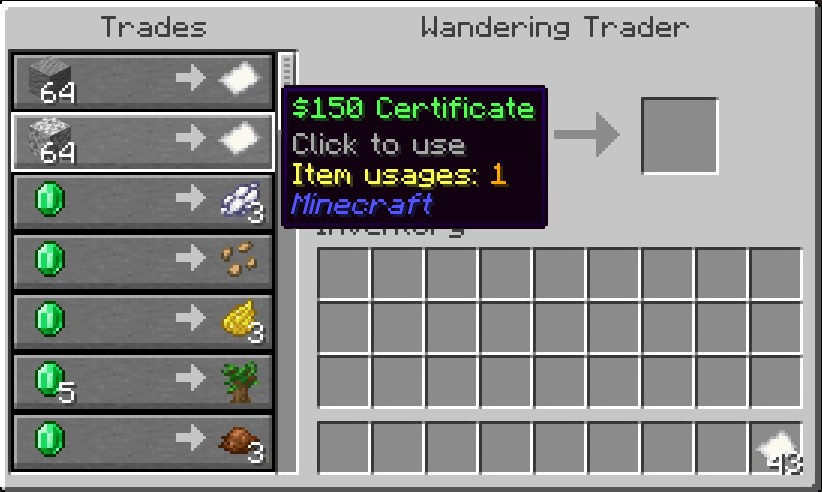 Trades
Wandering Trader
64
64
$150 Certificate
Click to use
Item usages: 1
Minecraft
3
Inventory
3
5
3
43